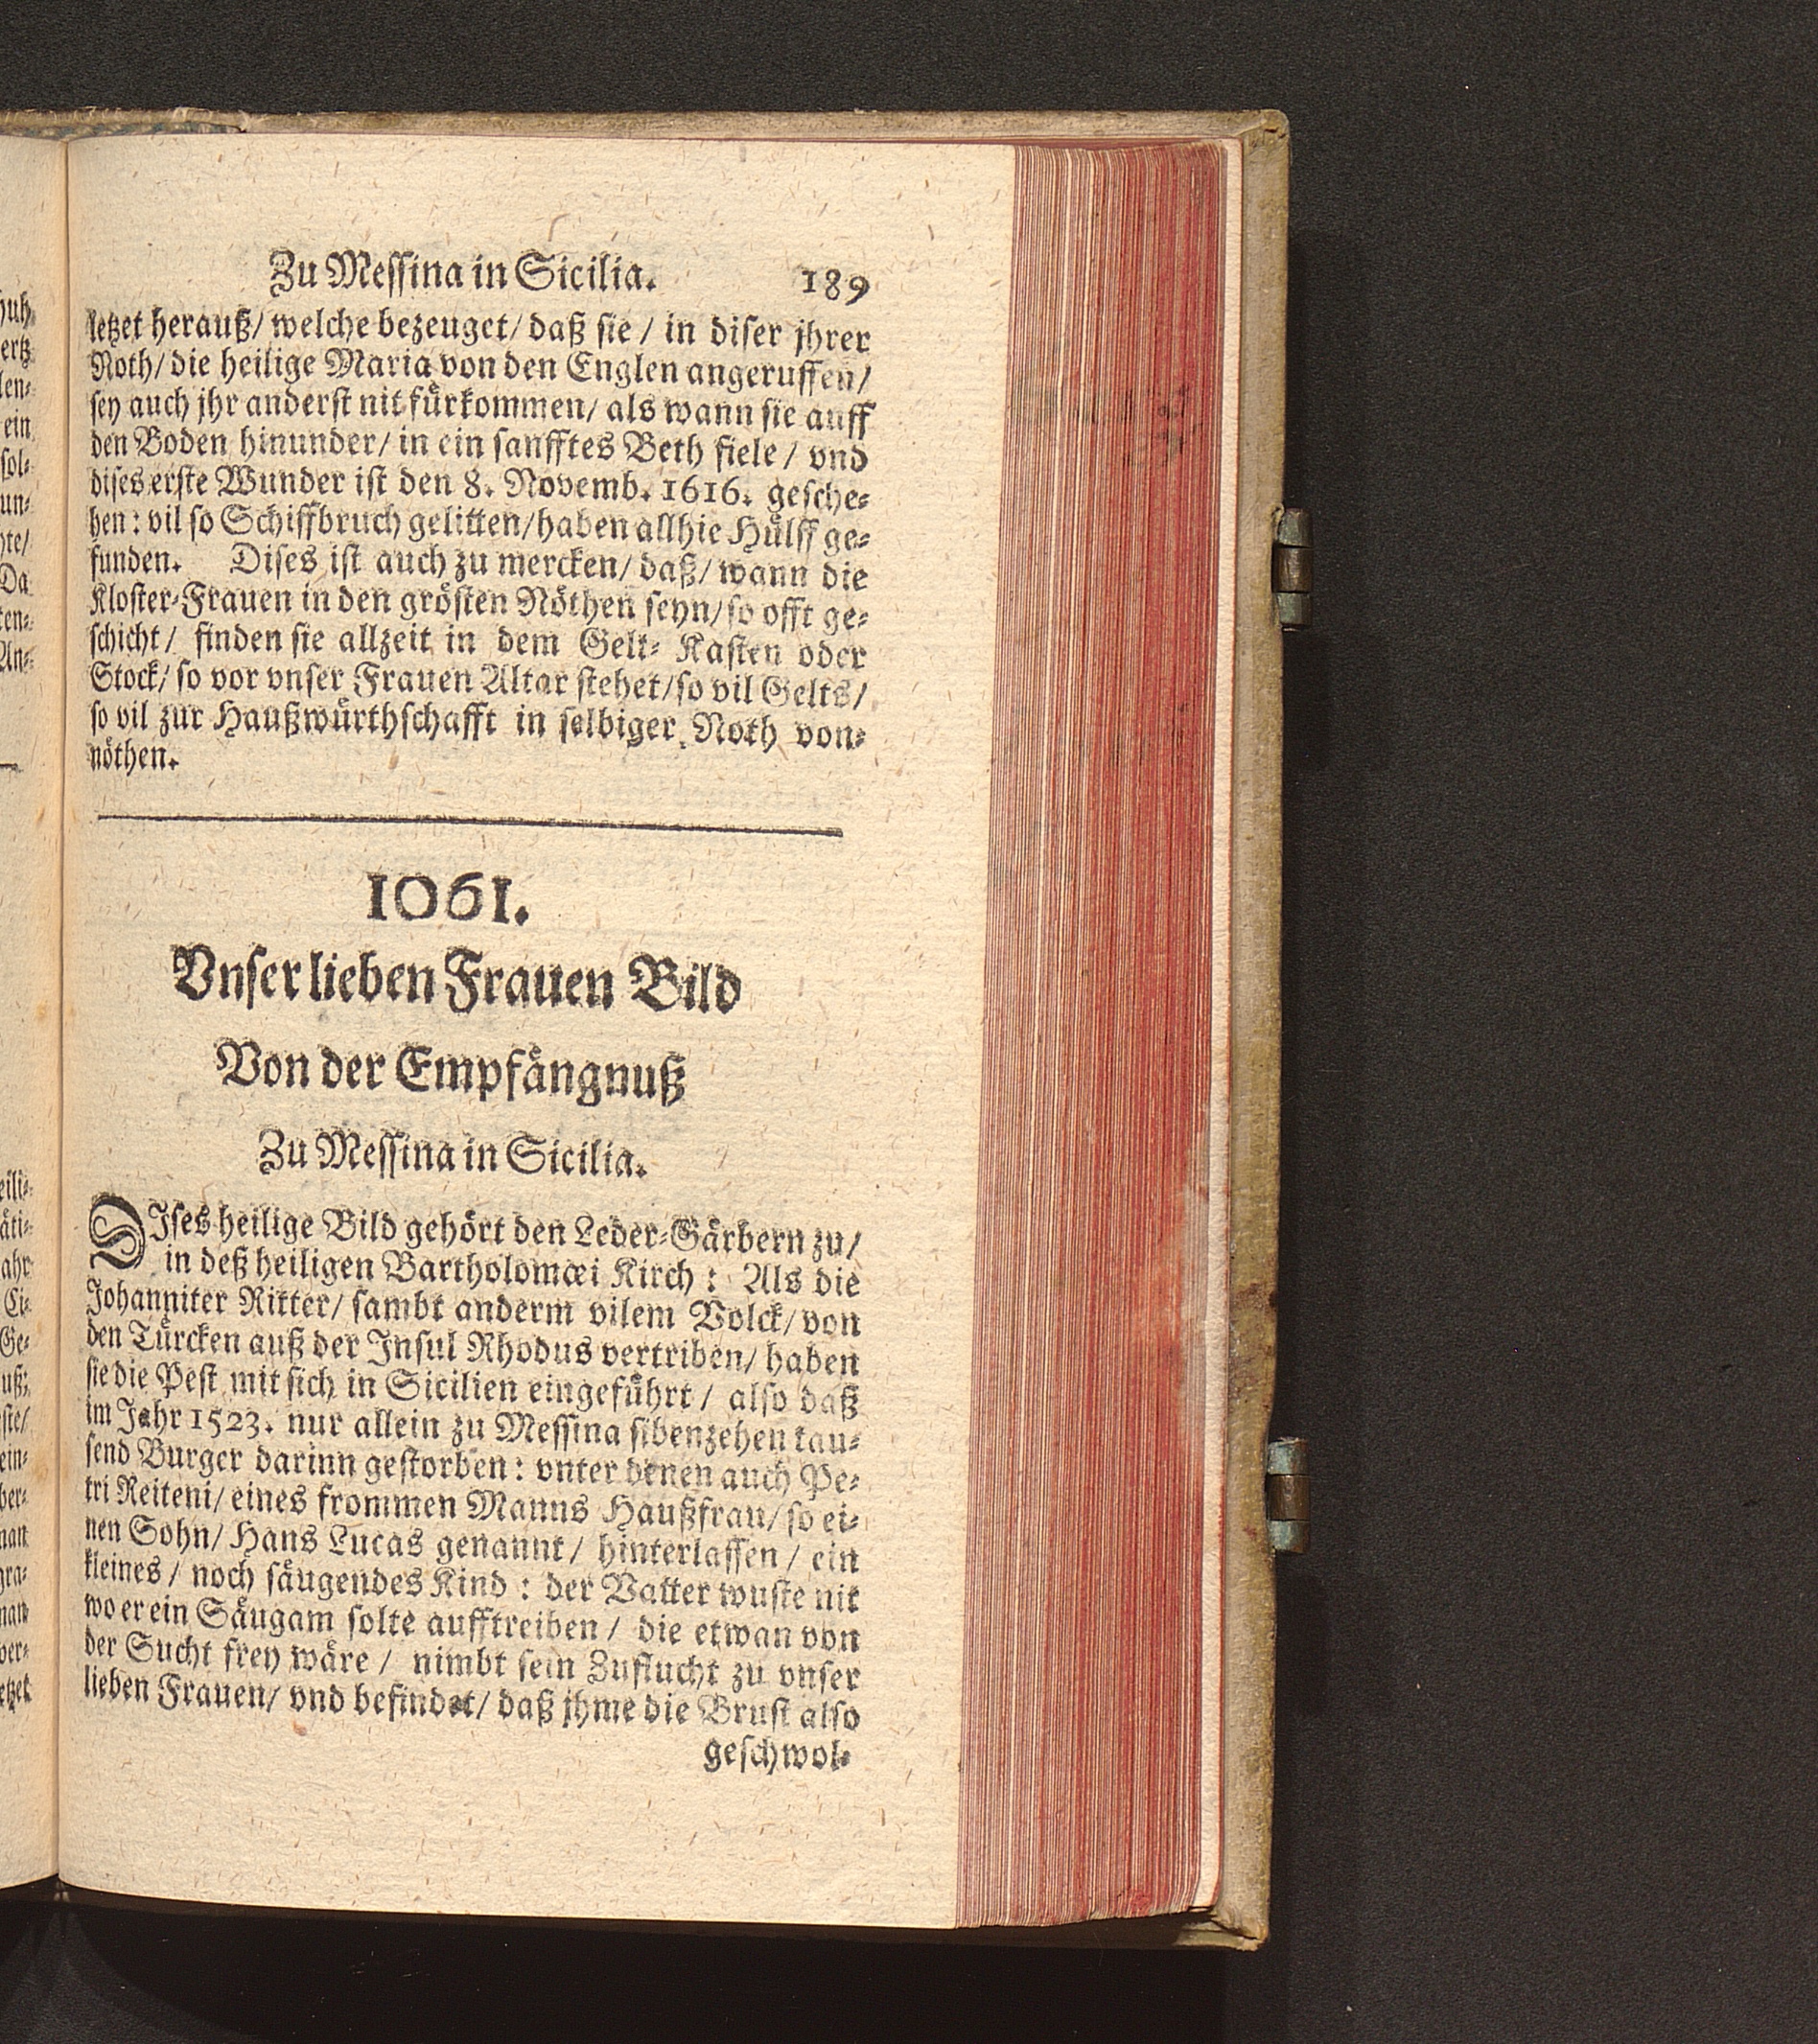 Zu Messina in Sicilia. 189
letzet herauß/ welche bezeuget/ daß sie / in diser jhrer
Noth/ die heilige Maria von den Englen angeruffen/
sey auch jhr anderst nit fürkommen/ als wann sie auff
den Boden hinunder/ in ein sanfftes Beth fiele / vnd
dises erste Wunder ist den 8. Novemb. 1616. gesche-
hen: vil so Schiffbruch gelitten/ haben allhie Hülff ge-
funden. Dises ist auch zu mercken/ daß/ wann die
Kloster-Frauen in den grösten Nöthen seyn/ so offt ge-
schicht/ finden sie allzeit in dem Gelt-Kasten oder
Stock/ so vor vnser Frauen Altar stehet/ so vil Gelts/
so vil zur Haußwürthschafft in selbiger Noth von-
nöthen.
1061.
Vnser lieben Frauen Bild
Von der Empfängnuß
Zu Messina in Sicilia.
DIses heilige Bild gehört den Leder-Gärbern zu/
in deß heiligen Bartholomæi Kirch: Als die
Johanniter Ritter/ sambt anderm vilem Volck/ von
den Türcken auß der Insul Rhodus vertriben/ haben
sie die Pest mit sich in Sicilien eingeführt / also daß
im Jahr 1523. nur allein zu Messina sibenzehen tau-
send Burger darinn gestorben: vnter denen auch Pe-
tri Reiteni/ eines frommen Manns Haußfrau/ so ei-
nen Sohn/ Hans Lucas genannt / hinterlassen / ein
kleines / noch säugendes Kind : der Vatter wuste nit
wo er ein Säugam solte aufftreiben / die etwan von
der Sucht frey wäre / nimbt sein Zuflucht zu vnser
lieben Frauen/ vnd befindet/ daß jhme die Brust also
geschwol-